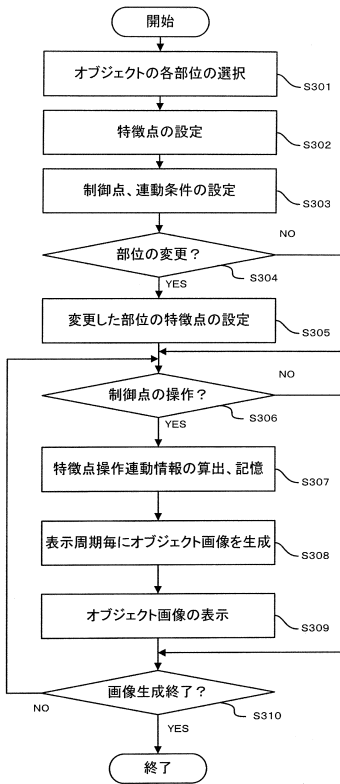 開始
オブジェクトの各部位の選択
S301
特徴点の設定
S302
制御点、連動条件の設定
S303
部位の変更？
NO
S304
YES
変更した部位の特徴点の設定
S305
制御点の操作？
NO
S306
YES
特徴点操作連動情報の算出、記憶
S307
表示周期毎にオブジェクト画像を生成
S308
オブジェクト画像の表示
S309
画像生成終了？
NO
S310
YES
終了